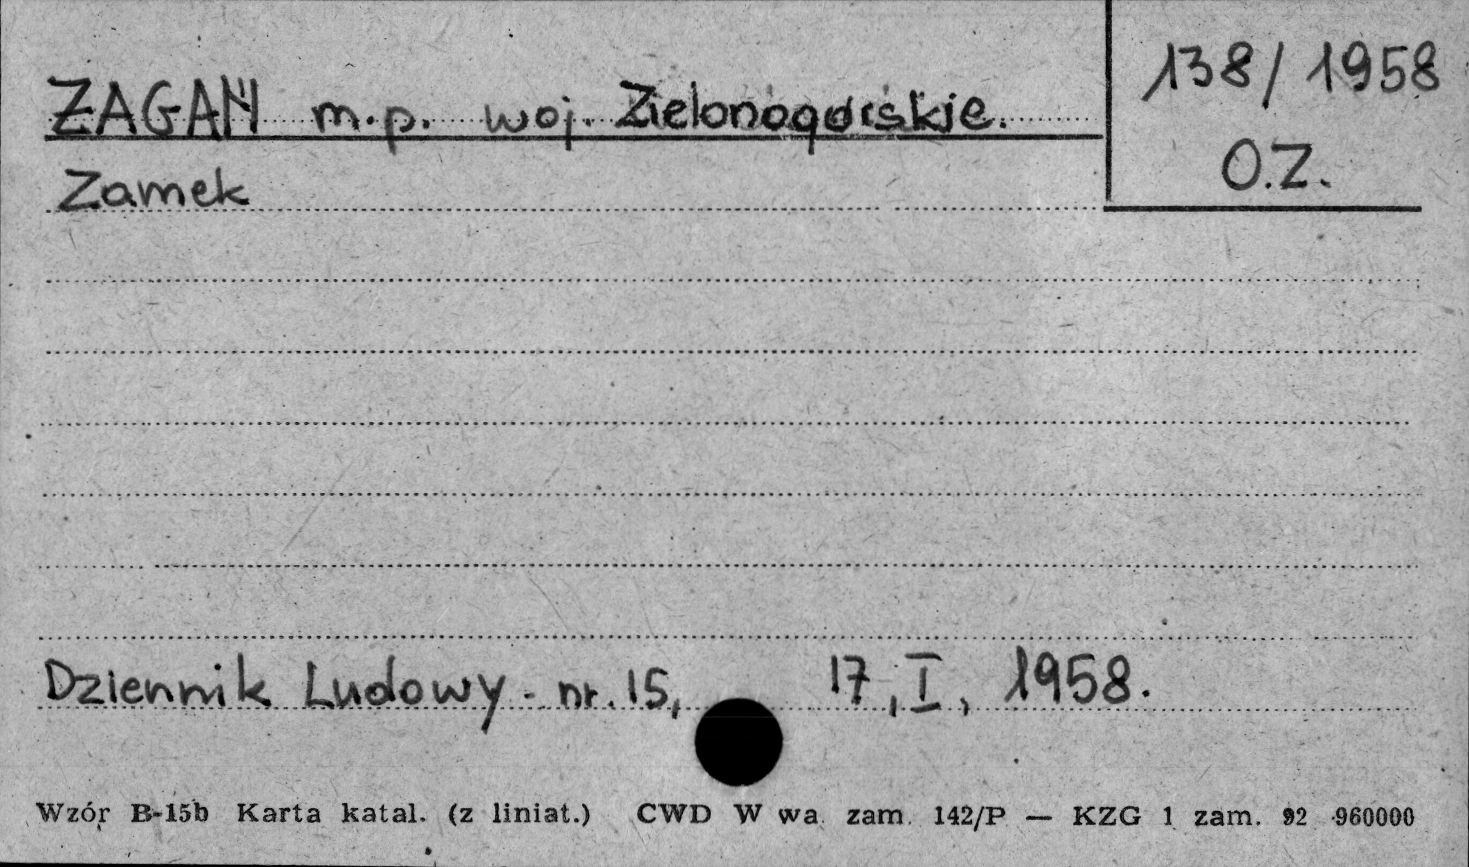 ŻAGAŃ m.p. woj. Zielonogórskie.
138/1958
O.Z.
Zamek
Dziennik Ludowy - nr. 15, 17, I, 1958.
Wzór B-15b Karta katal. (z liniat.) CWD W wa zam. 142/P — KZG 1 zam. 92 960000